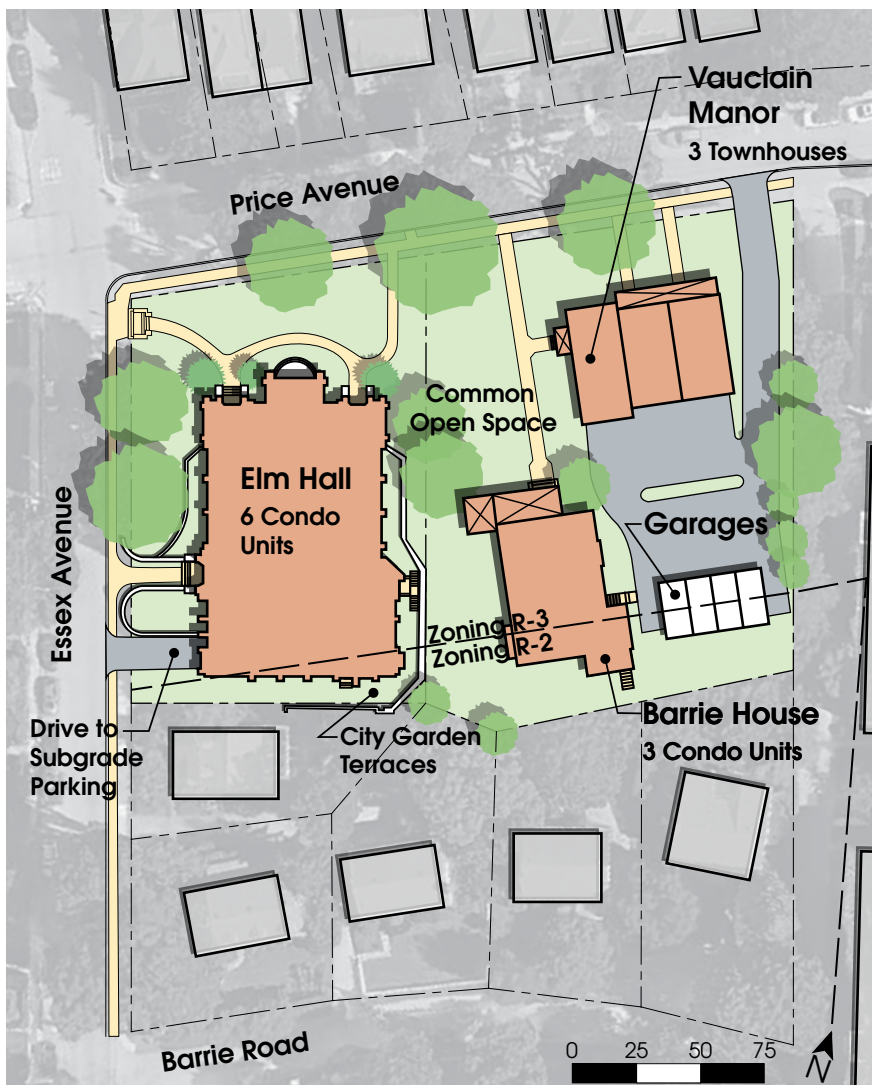 Vauclain
Manor
3 Townhouses
Price Avenue
Common
Open Space
Elm Hall
6 Condo
Units
Essex Avenue
Garages
Zoning R-3
Zoning R-2
Drive to
Subgrade
Parking
City Garden
Terraces
Barrie House
3 Condo Units
Barrie Road
0 25 50 75
N